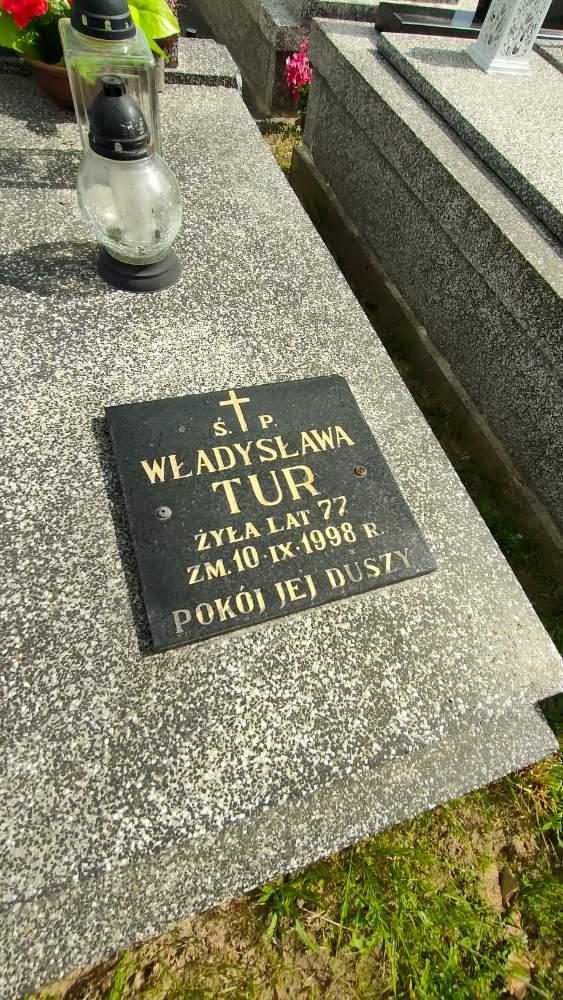 Ś. P.
WŁADYSŁAWA
TUR
ŻYŁA LAT 77
ZM. 10·IX·1998 R.
POKÓJ JEJ DUSZY